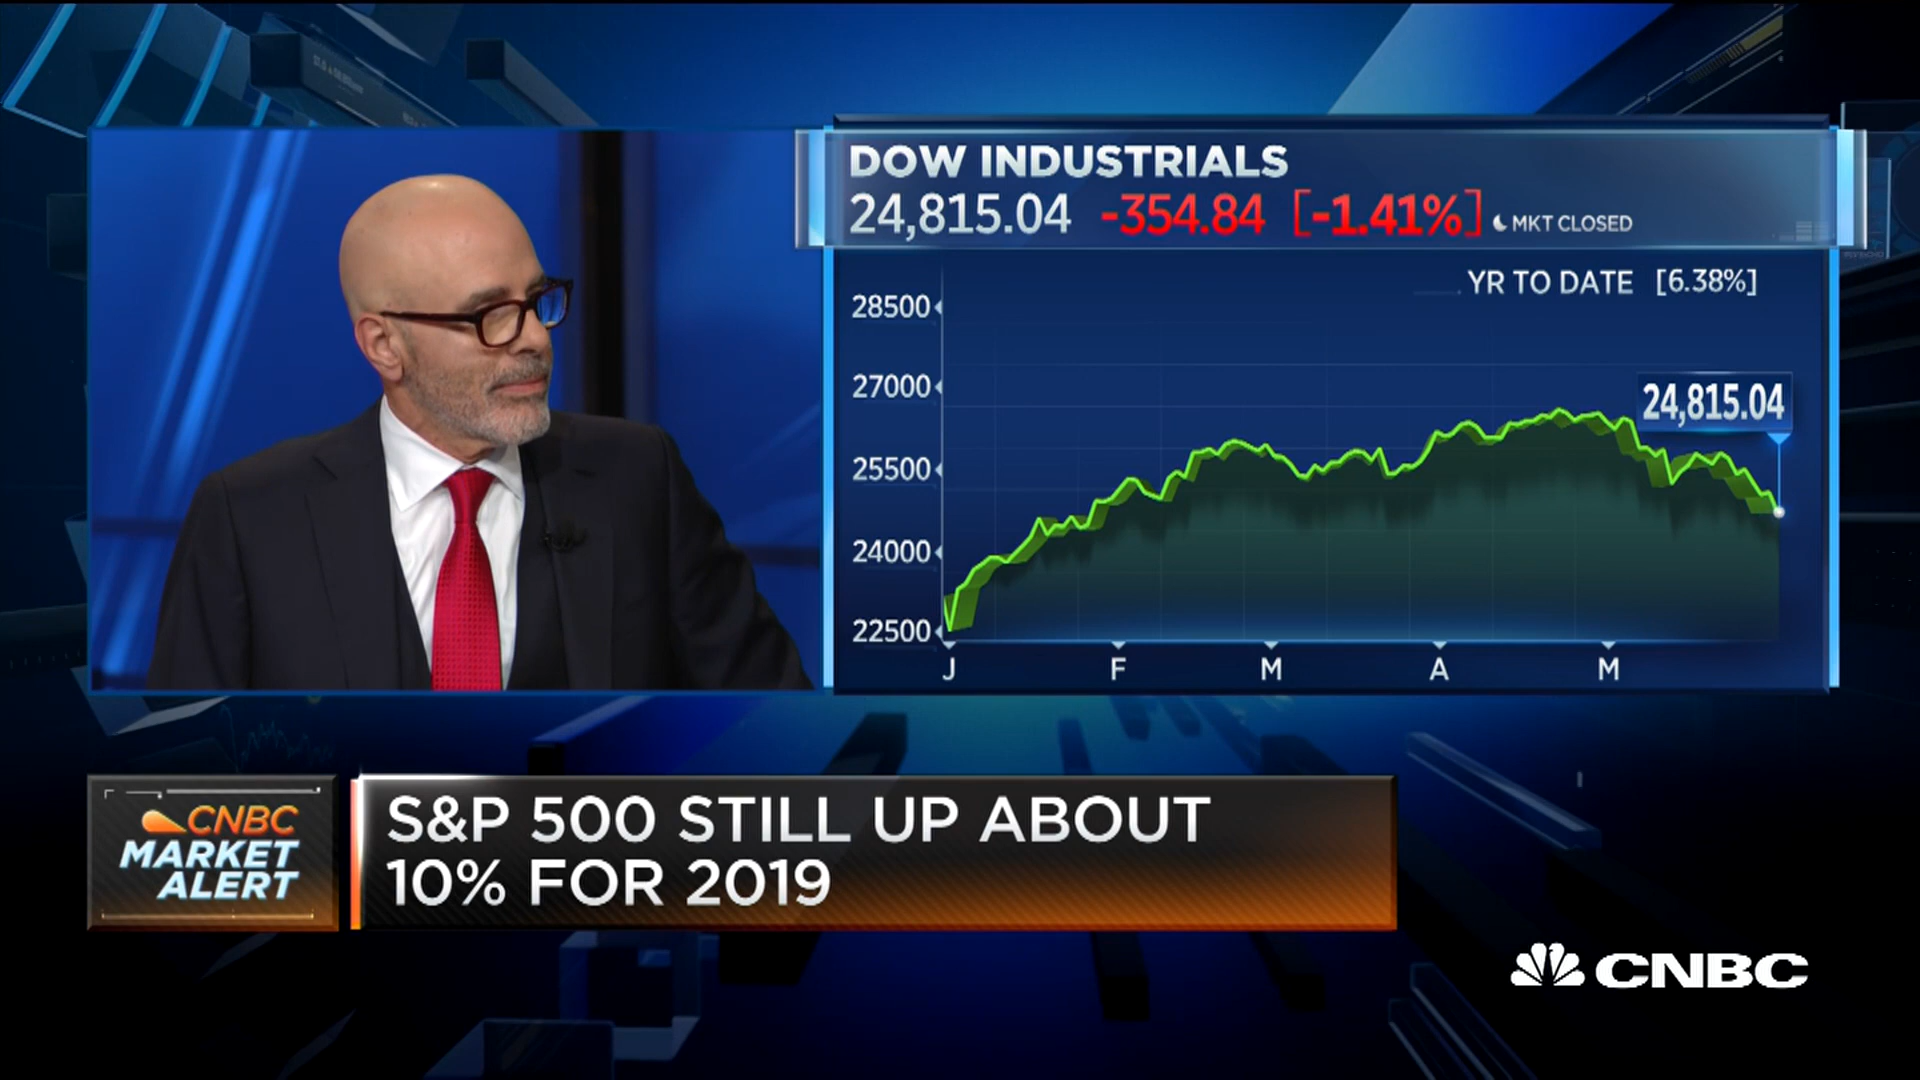 DOW INDUSTRIALS
24,815.04 -354.84 [-1.41%] MKT CLOSED
YR TO DATE [6.38%]
28500
27000
24,815.04
25500
24000
22500
J F M A M
CNBC
MARKET
ALERT
S&P 500 STILL UP ABOUT
10% FOR 2019
CNBC